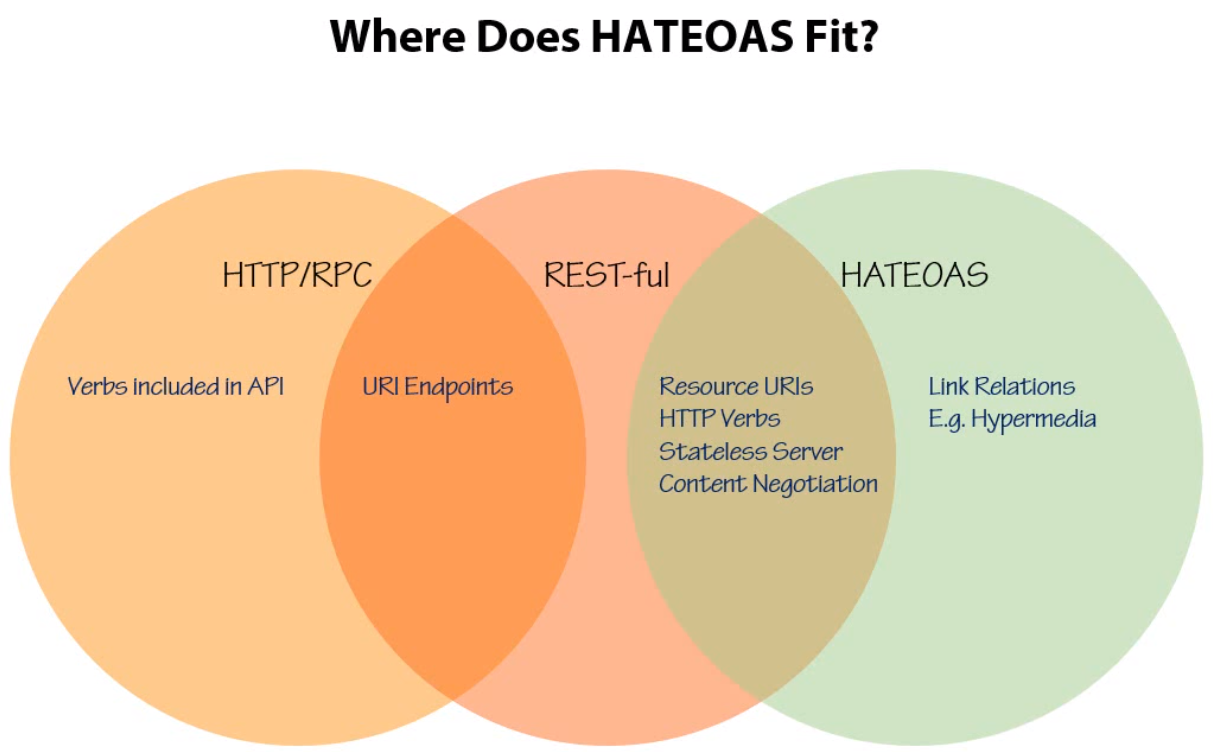 Where Does HATEOAS Fit?
HTTP/RPC
REST-ful
HATEOAS
Verbs included in API
URI Endpoints
Resource URIs
HTTP Verbs
Stateless Server
Content Negotiation
Link Relations
E.g. Hypermedia